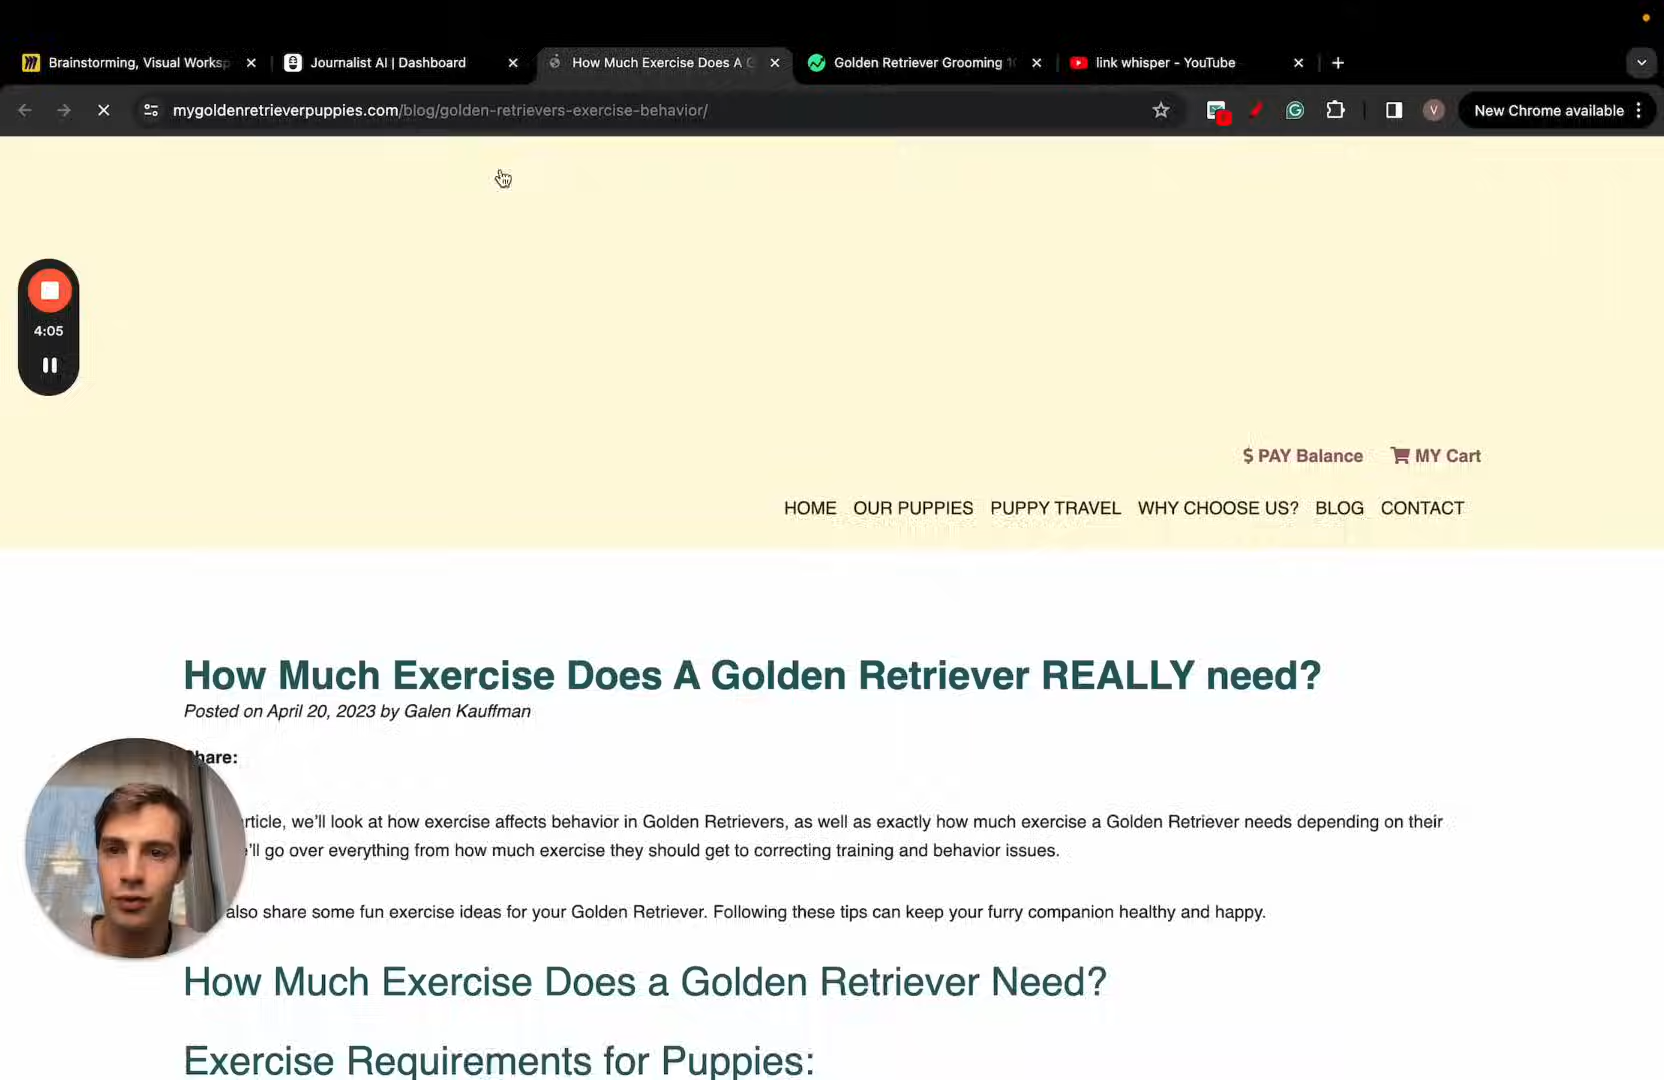 Brainstorming, Visual Worksp
Journalist AI | Dashboard
How Much Exercise Does A G
Golden Retriever Grooming 10
link whisper - YouTube
mygoldenretrieverpuppies.com/blog/golden-retrievers-exercise-behavior/
V
New Chrome available
4:05
$ PAY Balance
MY Cart
HOME
OUR PUPPIES
PUPPY TRAVEL
WHY CHOOSE US?
BLOG
CONTACT
How Much Exercise Does A Golden Retriever REALLY need?
Posted on April 20, 2023 by Galen Kauffman
hare:
rticle, we'll look at how exercise affects behavior in Golden Retrievers, as well as exactly how much exercise a Golden Retriever needs depending on their
'll go over everything from how much exercise they should get to correcting training and behavior issues.
also share some fun exercise ideas for your Golden Retriever. Following these tips can keep your furry companion healthy and happy.
How Much Exercise Does a Golden Retriever Need?
Exercise Requirements for Puppies: